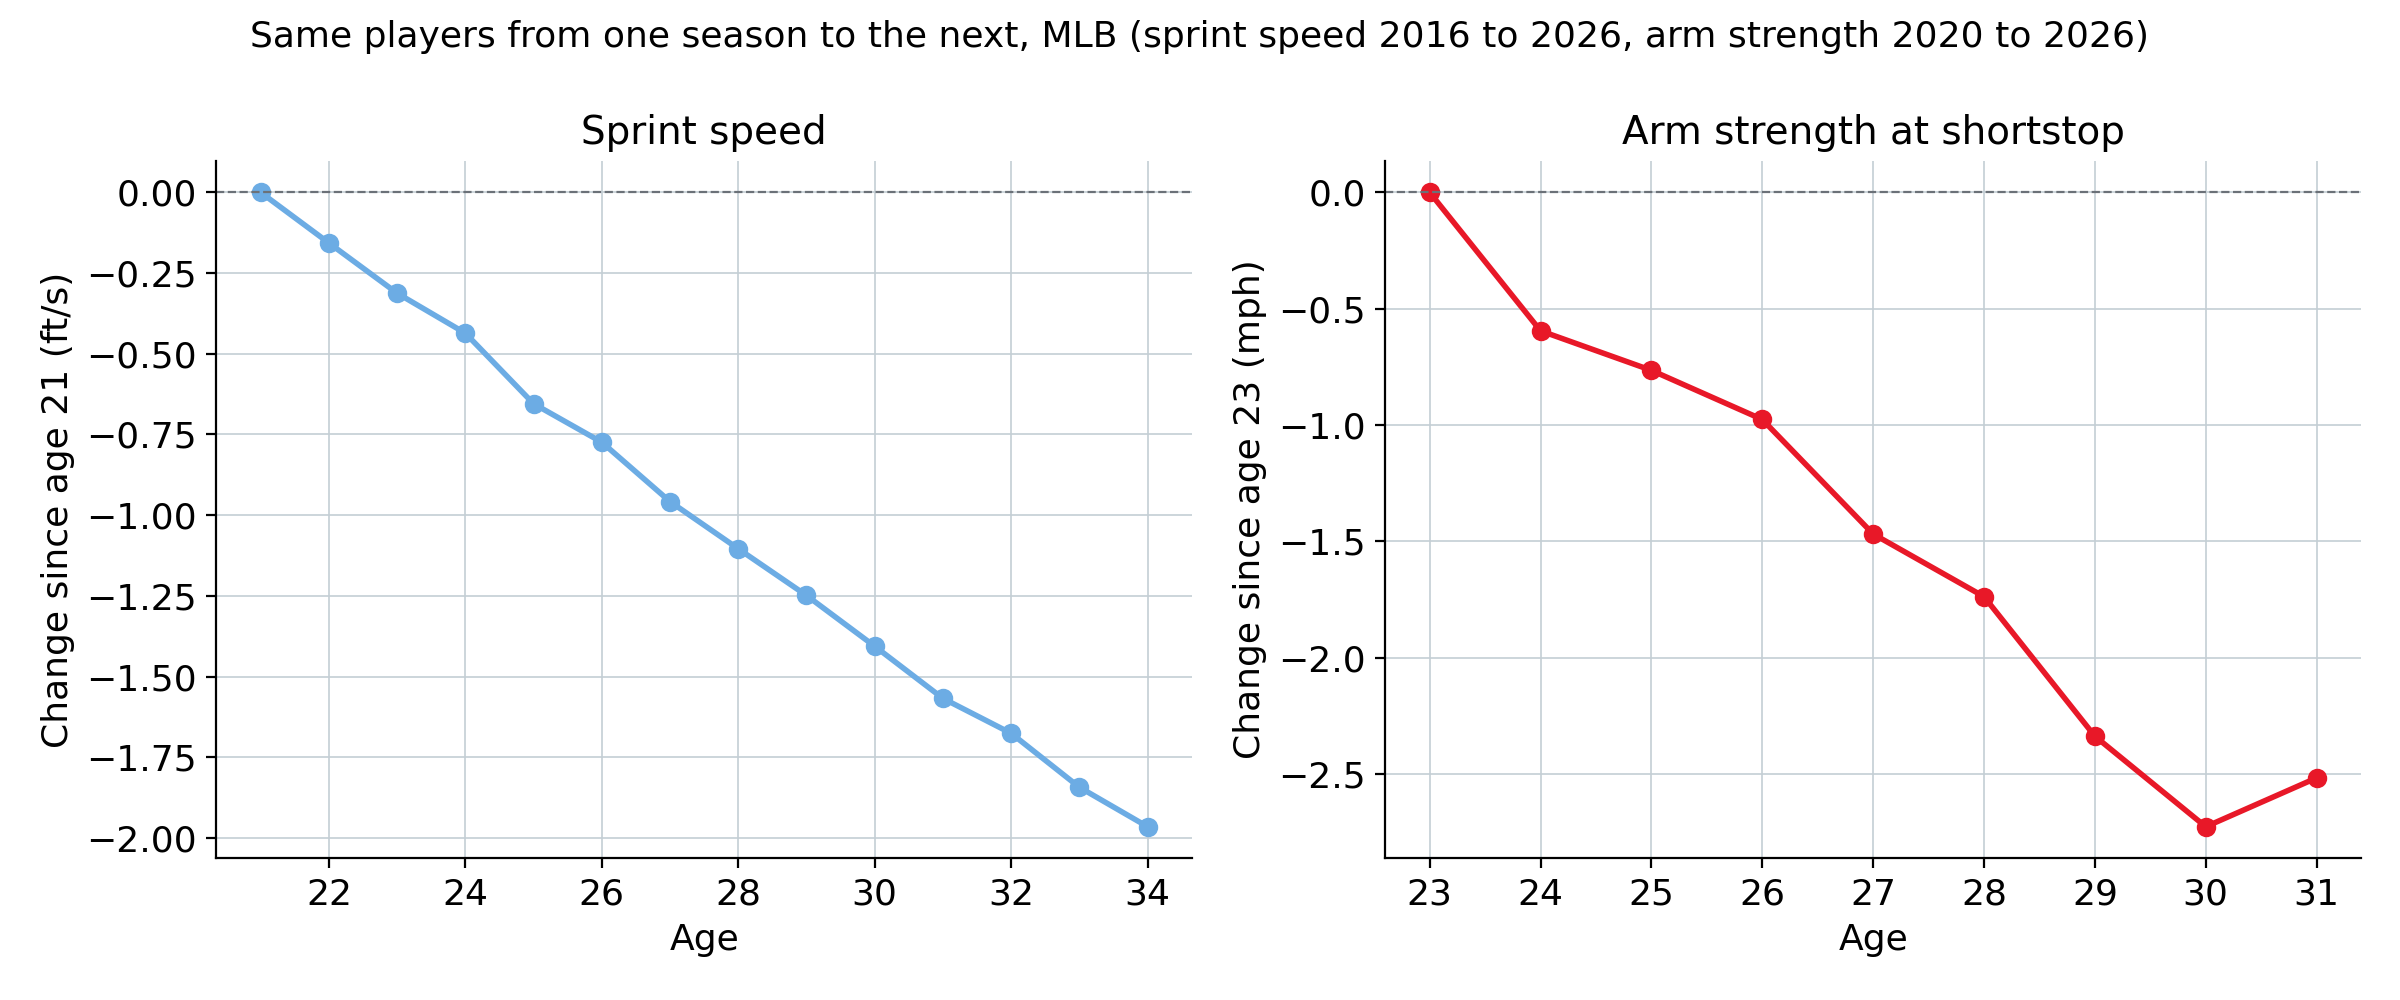 Same players from one season to the next, MLB (sprint speed 2016 to 2026, arm strength 2020 to 2026)
Sprint speed
Change since age 21 (ft/s)
0.00
−0.25
−0.50
−0.75
−1.00
−1.25
−1.50
−1.75
−2.00
22 24 26 28 30 32 34
Age
Arm strength at shortstop
Change since age 23 (mph)
0.0
−0.5
−1.0
−1.5
−2.0
−2.5
23 24 25 26 27 28 29 30 31
Age